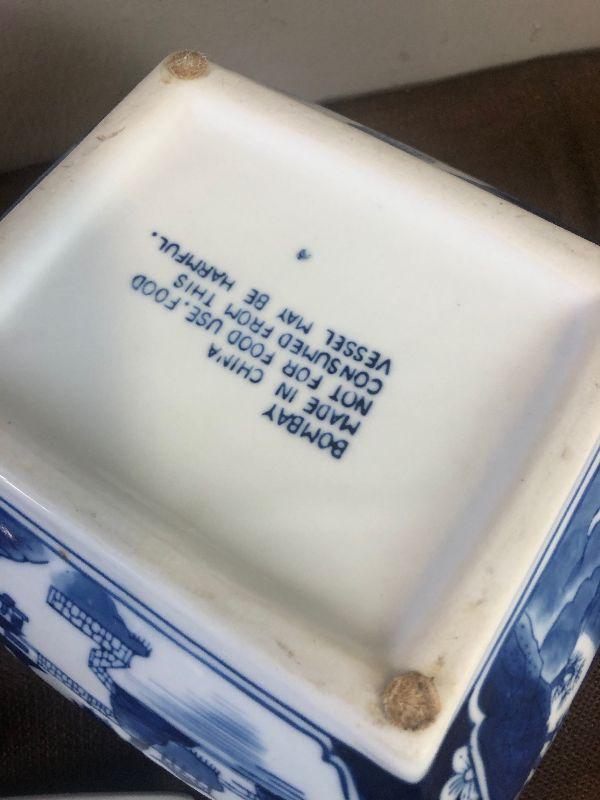 BOMBAY
MADE IN CHINA
NOT FOR FOOD USE. FOOD
CONSUMED FROM THIS
VESSEL MAY BE HARMFUL.